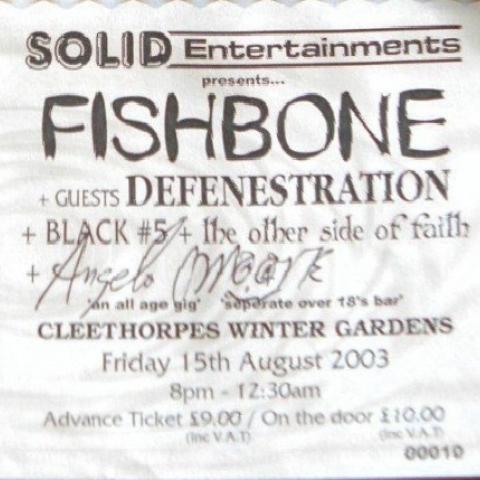 SOLID Entertainments
presents...
FISHBONE
+ GUESTS DEFENESTRATION
+ BLACK #5 + the other side of faith
+ Angelo
'an all age gig' 'seperate over 18's bar'
CLEETHORPES WINTER GARDENS
Friday 15th August 2003
8pm - 12:30am
Advance Ticket £9.00 / On the door £10.00
(inc V.A.T) (inc V.A.T)
00010